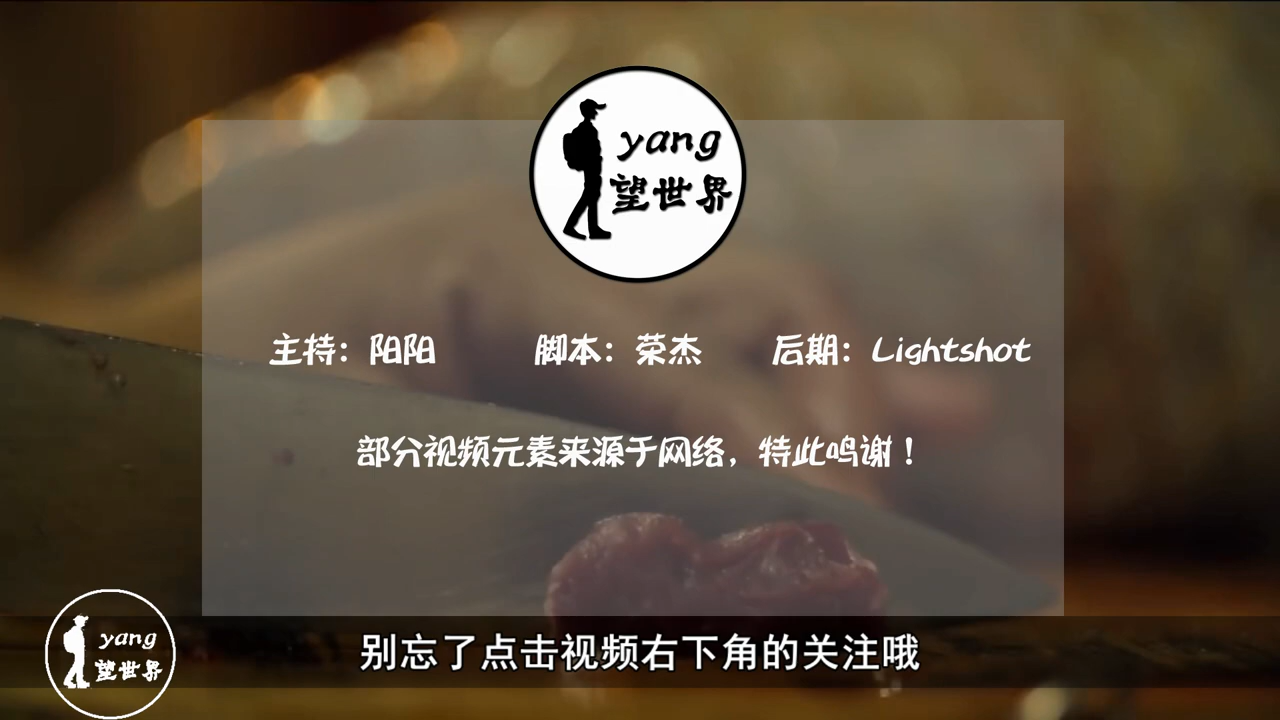 yang
望世界
主持：阳阳 脚本：荣杰 后期：Lightshot
部分视频元素来源于网络，特此鸣谢！
别忘了点击视频右下角的关注哦
yang
望世界